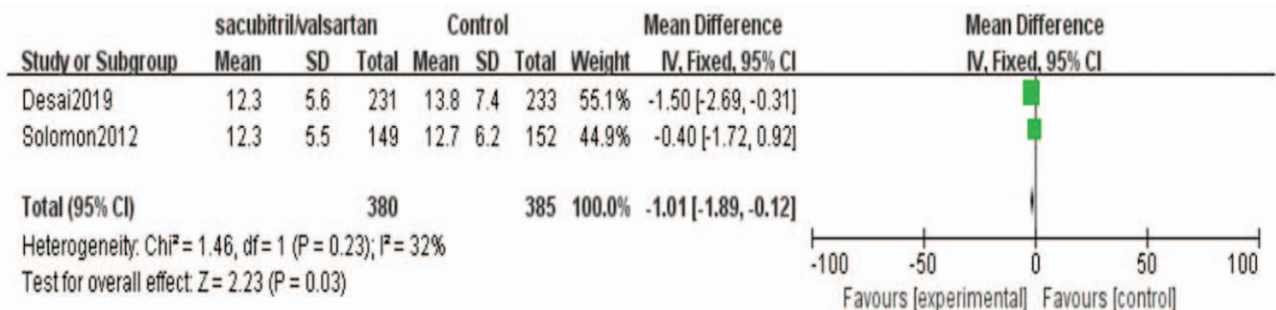 sacubitril/valsartan Control Mean Difference Mean Difference
Study or Subgroup Mean SD Total Mean SD Total Weight IV, Fixed, 95% CI IV, Fixed, 95% CI
Desai2019 12.3 5.6 231 13.8 7.4 233 55.1% -1.50 [-2.69, -0.31]
Solomon2012 12.3 5.5 149 12.7 6.2 152 44.9% -0.40 [-1.72, 0.92]
Total (95% CI) 380 385 100.0% -1.01 [-1.89, -0.12]
Heterogeneity: Chi² = 1.46, df = 1 (P = 0.23); I² = 32%
Test for overall effect: Z = 2.23 (P = 0.03)
-100 -50 0 50 100
Favours [experimental] Favours [control]